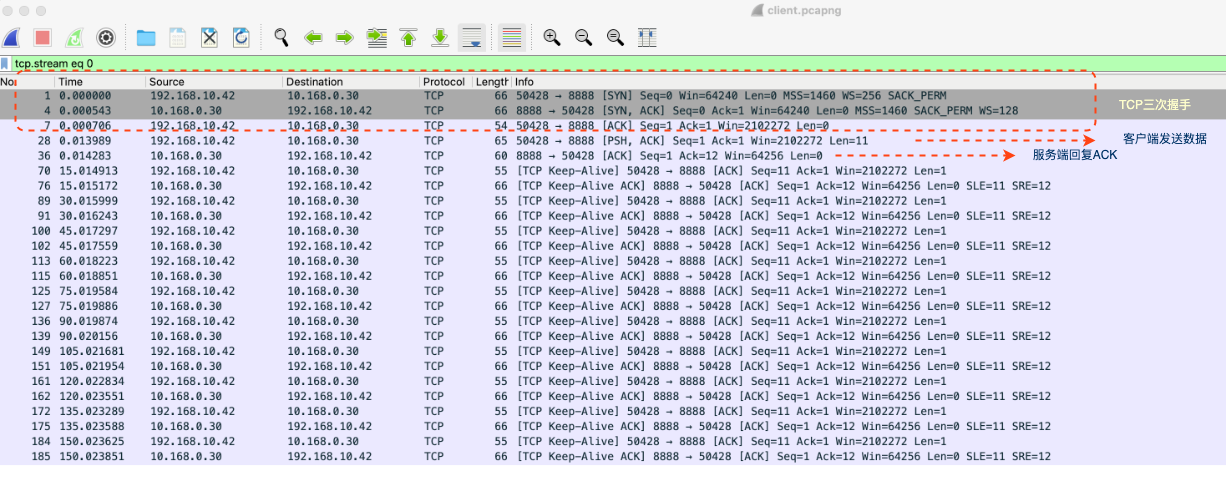 client.pcapng
tcp.stream eq 0
No. Time Source Destination Protocol Length Info
1 0.000000 192.168.10.42 10.168.0.30 TCP 66 50428 → 8888 [SYN] Seq=0 Win=64240 Len=0 MSS=1460 WS=256 SACK_PERM
TCP三次握手
4 0.000543 10.168.0.30 192.168.10.42 TCP 66 8888 → 50428 [SYN, ACK] Seq=0 Ack=1 Win=64240 Len=0 MSS=1460 SACK_PERM WS=128
7 0.000706 192.168.10.42 10.168.0.30 TCP 54 50428 → 8888 [ACK] Seq=1 Ack=1 Win=2102272 Len=0
28 0.013989 192.168.10.42 10.168.0.30 TCP 65 50428 → 8888 [PSH, ACK] Seq=1 Ack=1 Win=2102272 Len=11 客户端发送数据
36 0.014283 10.168.0.30 192.168.10.42 TCP 60 8888 → 50428 [ACK] Seq=1 Ack=12 Win=64256 Len=0 服务端回复ACK
70 15.014913 192.168.10.42 10.168.0.30 TCP 55 [TCP Keep-Alive] 50428 → 8888 [ACK] Seq=11 Ack=1 Win=2102272 Len=1
76 15.015172 10.168.0.30 192.168.10.42 TCP 66 [TCP Keep-Alive ACK] 8888 → 50428 [ACK] Seq=1 Ack=12 Win=64256 Len=0 SLE=11 SRE=12
89 30.015999 192.168.10.42 10.168.0.30 TCP 55 [TCP Keep-Alive] 50428 → 8888 [ACK] Seq=11 Ack=1 Win=2102272 Len=1
91 30.016243 10.168.0.30 192.168.10.42 TCP 66 [TCP Keep-Alive ACK] 8888 → 50428 [ACK] Seq=1 Ack=12 Win=64256 Len=0 SLE=11 SRE=12
100 45.017297 192.168.10.42 10.168.0.30 TCP 55 [TCP Keep-Alive] 50428 → 8888 [ACK] Seq=11 Ack=1 Win=2102272 Len=1
102 45.017559 10.168.0.30 192.168.10.42 TCP 66 [TCP Keep-Alive ACK] 8888 → 50428 [ACK] Seq=1 Ack=12 Win=64256 Len=0 SLE=11 SRE=12
113 60.018223 192.168.10.42 10.168.0.30 TCP 55 [TCP Keep-Alive] 50428 → 8888 [ACK] Seq=11 Ack=1 Win=2102272 Len=1
115 60.018851 10.168.0.30 192.168.10.42 TCP 66 [TCP Keep-Alive ACK] 8888 → 50428 [ACK] Seq=1 Ack=12 Win=64256 Len=0 SLE=11 SRE=12
125 75.019584 192.168.10.42 10.168.0.30 TCP 55 [TCP Keep-Alive] 50428 → 8888 [ACK] Seq=11 Ack=1 Win=2102272 Len=1
127 75.019886 10.168.0.30 192.168.10.42 TCP 66 [TCP Keep-Alive ACK] 8888 → 50428 [ACK] Seq=1 Ack=12 Win=64256 Len=0 SLE=11 SRE=12
136 90.019874 192.168.10.42 10.168.0.30 TCP 55 [TCP Keep-Alive] 50428 → 8888 [ACK] Seq=11 Ack=1 Win=2102272 Len=1
139 90.020156 10.168.0.30 192.168.10.42 TCP 66 [TCP Keep-Alive ACK] 8888 → 50428 [ACK] Seq=1 Ack=12 Win=64256 Len=0 SLE=11 SRE=12
149 105.021681 192.168.10.42 10.168.0.30 TCP 55 [TCP Keep-Alive] 50428 → 8888 [ACK] Seq=11 Ack=1 Win=2102272 Len=1
151 105.021954 10.168.0.30 192.168.10.42 TCP 66 [TCP Keep-Alive ACK] 8888 → 50428 [ACK] Seq=1 Ack=12 Win=64256 Len=0 SLE=11 SRE=12
161 120.022834 192.168.10.42 10.168.0.30 TCP 55 [TCP Keep-Alive] 50428 → 8888 [ACK] Seq=11 Ack=1 Win=2102272 Len=1
162 120.023551 10.168.0.30 192.168.10.42 TCP 66 [TCP Keep-Alive ACK] 8888 → 50428 [ACK] Seq=1 Ack=12 Win=64256 Len=0 SLE=11 SRE=12
172 135.023289 192.168.10.42 10.168.0.30 TCP 55 [TCP Keep-Alive] 50428 → 8888 [ACK] Seq=11 Ack=1 Win=2102272 Len=1
175 135.023588 10.168.0.30 192.168.10.42 TCP 66 [TCP Keep-Alive ACK] 8888 → 50428 [ACK] Seq=1 Ack=12 Win=64256 Len=0 SLE=11 SRE=12
184 150.023625 192.168.10.42 10.168.0.30 TCP 55 [TCP Keep-Alive] 50428 → 8888 [ACK] Seq=11 Ack=1 Win=2102272 Len=1
185 150.023851 10.168.0.30 192.168.10.42 TCP 66 [TCP Keep-Alive ACK] 8888 → 50428 [ACK] Seq=1 Ack=12 Win=64256 Len=0 SLE=11 SRE=12